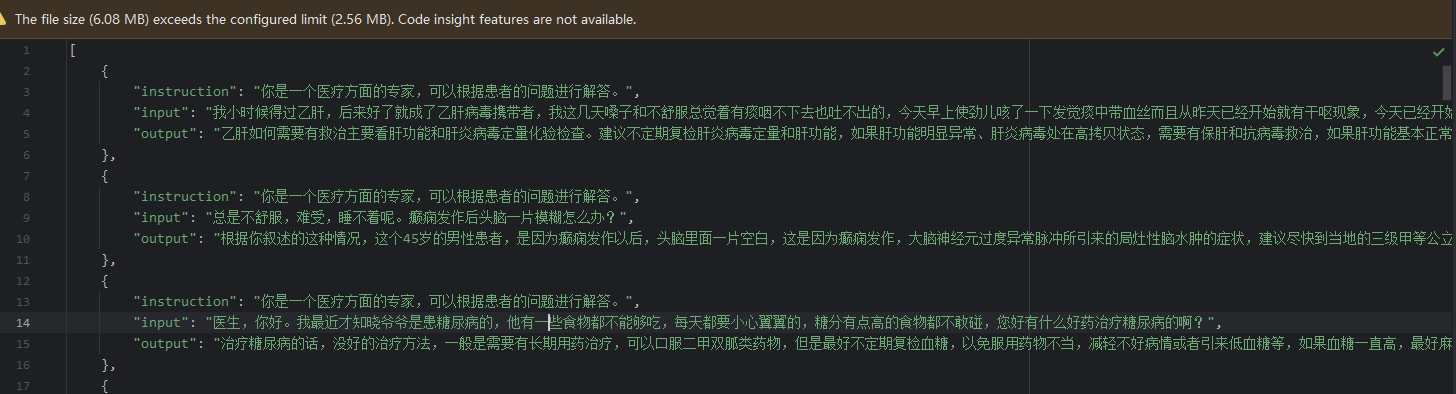 The file size (6.08 MB) exceeds the configured limit (2.56 MB). Code insight features are not available.
1 [
2 {
3 "instruction": "你是一个医疗方面的专家，可以根据患者的问题进行解答。",
4 "input": "我小时候得过乙肝，后来好了就成了乙肝病毒携带者，我这几天嗓子和不舒服总觉着有痰咽不下去也吐不出的，今天早上使劲儿咳了一下发觉痰中带血丝而且从昨天已经开始就有干呕现象，今天已经开始
5 "output": "乙肝如何需要有救治主要看肝功能和肝炎病毒定量化验检查。建议不定期复检肝炎病毒定量和肝功能，如果肝功能明显异常、肝炎病毒处在高拷贝状态，需要有保肝和抗病毒救治，如果肝功能基本正常
6 },
7 {
8 "instruction": "你是一个医疗方面的专家，可以根据患者的问题进行解答。",
9 "input": "总是不舒服，难受，睡不着呢。癫痫发作后头脑一片模糊怎么办？",
10 "output": "根据你叙述的这种情况，这个45岁的男性患者，是因为癫痫发作以后，头脑里面一片空白，这是因为癫痫发作，大脑神经元过度异常脉冲所引来的局灶性脑水肿的症状，建议尽快到当地的三级甲等公立
11 },
12 {
13 "instruction": "你是一个医疗方面的专家，可以根据患者的问题进行解答。",
14 "input": "医生，你好。我最近才知晓爷爷是患糖尿病的，他有一些食物都不能够吃，每天都要小心翼翼的，糖分有点高的食物都不敢碰，您好有什么好药治疗糖尿病的啊？",
15 "output": "治疗糖尿病的话，没好的治疗方法，一般是需要有长期用药治疗，可以口服二甲双胍类药物，但是最好不定期复检血糖，以免服用药物不当，减轻不好病情或者引来低血糖等，如果血糖一直高，最好麻
16 },
17 {